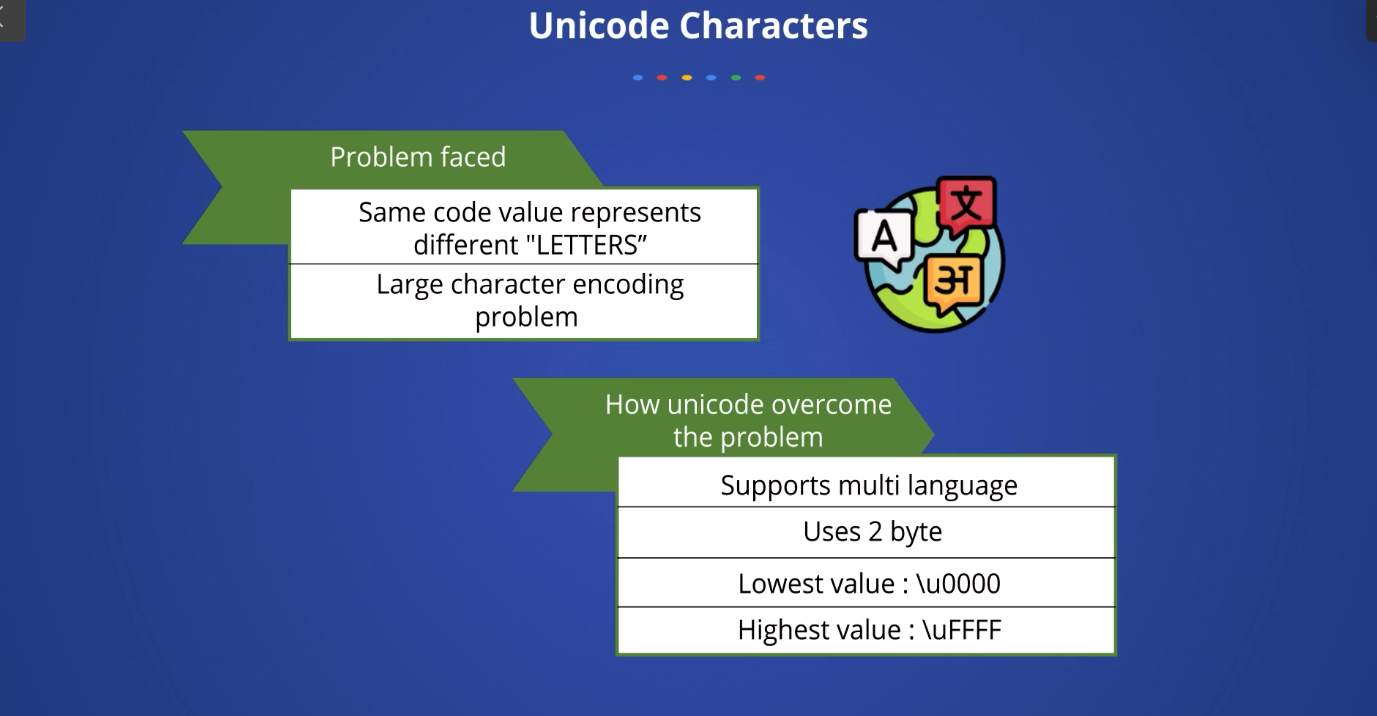 Unicode Characters
Problem faced
Same code value represents
different "LETTERS”
Large character encoding
problem
文
A
अ
How unicode overcome
the problem
Supports multi language
Uses 2 byte
Lowest value : \u0000
Highest value : \uFFFF